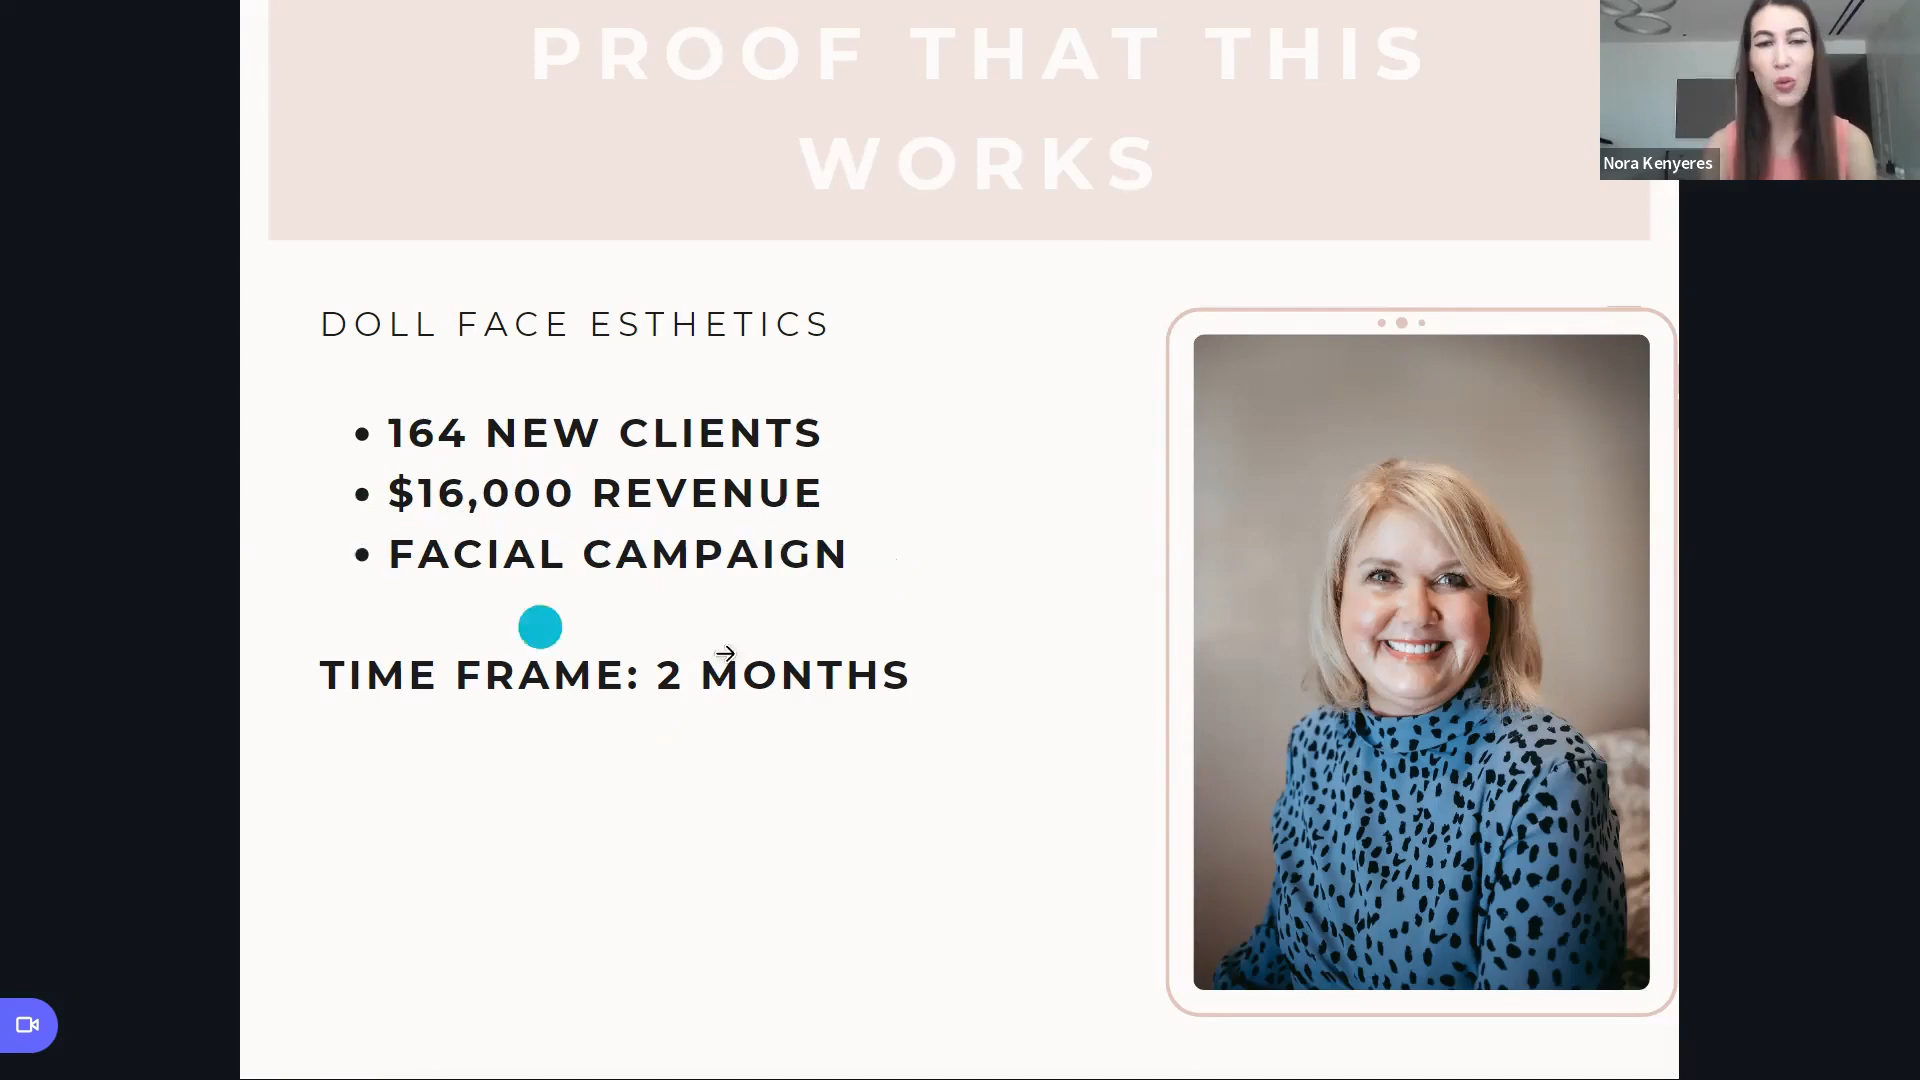 PROOF THAT THIS
WORKS
Nora Kenyeres
DOLL FACE ESTHETICS
• 164 NEW CLIENTS
• $16,000 REVENUE
• FACIAL CAMPAIGN
TIME FRAME: 2 MONTHS